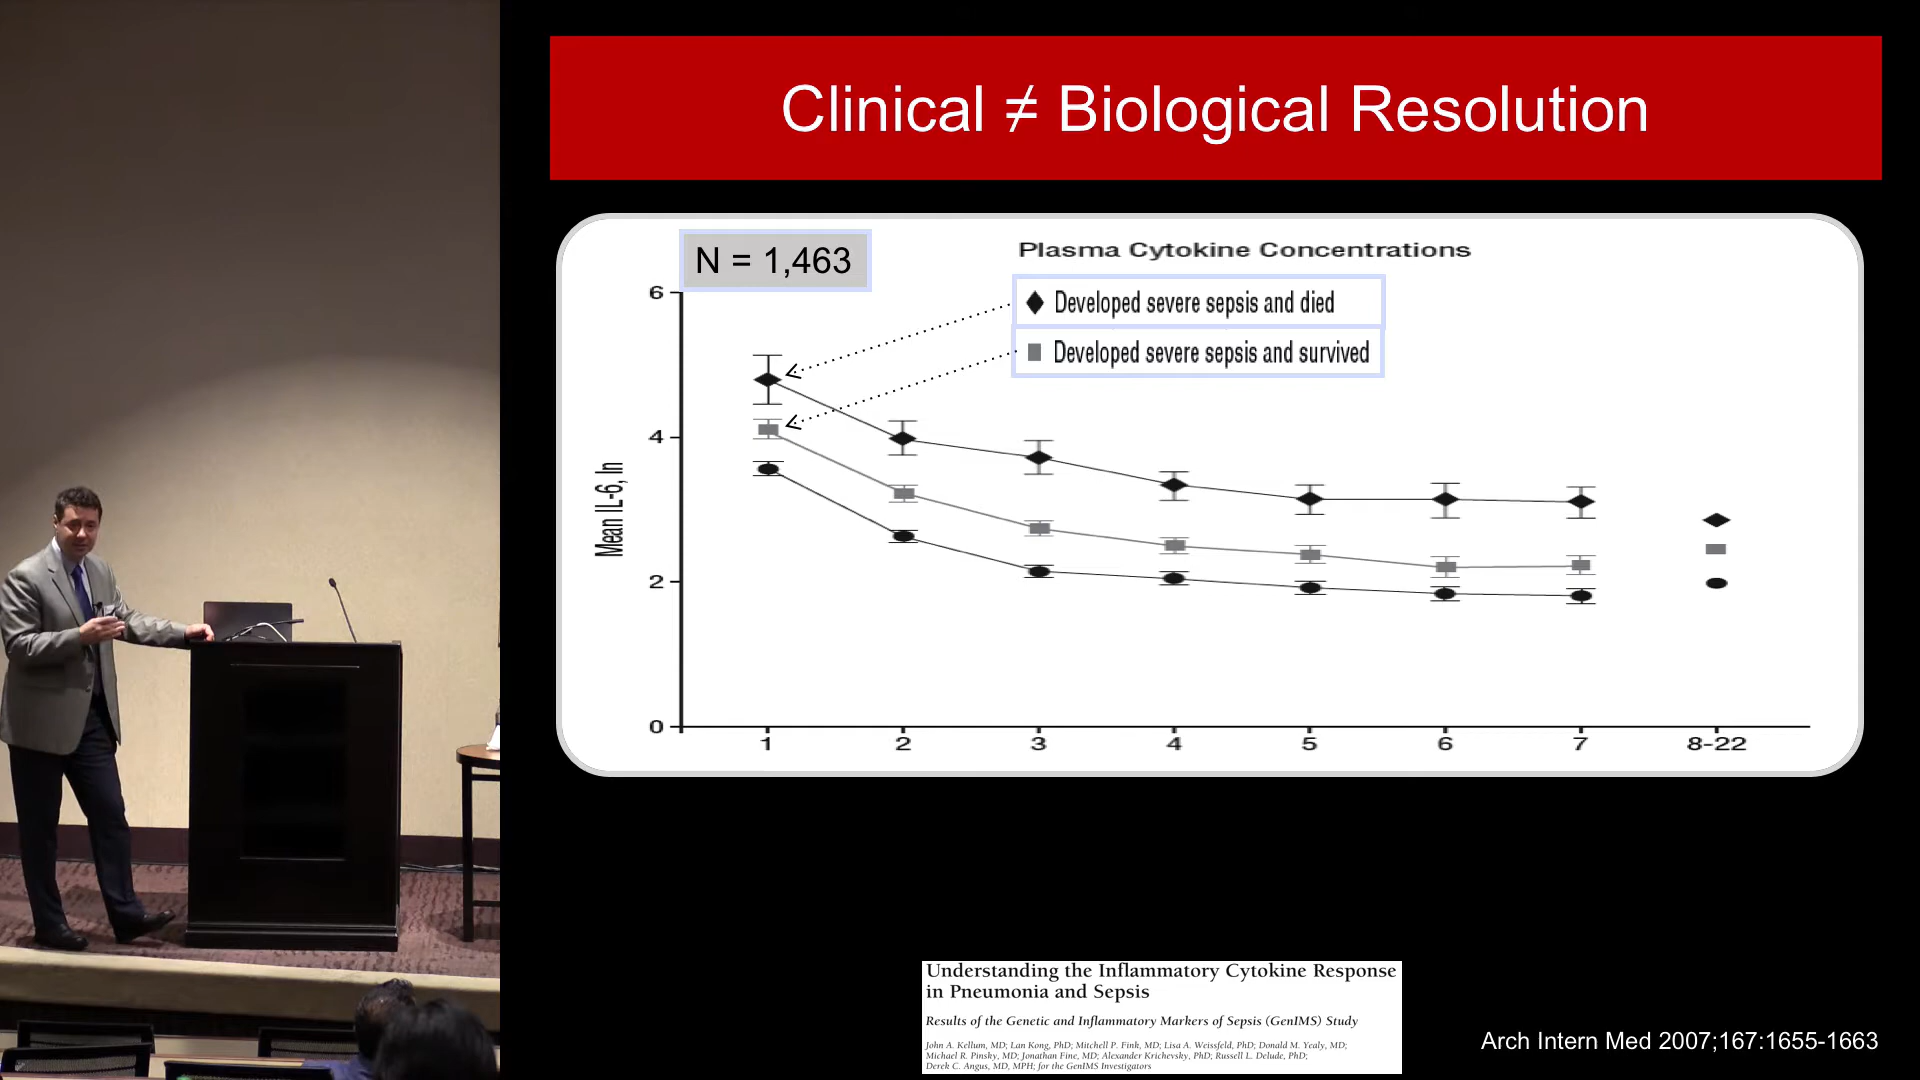 Clinical ≠ Biological Resolution
N = 1,463
Plasma Cytokine Concentrations
Developed severe sepsis and died
Developed severe sepsis and survived
Mean IL-6, ln
6
4
2
0
1 2 3 4 5 6 7 8-22
Understanding the Inflammatory Cytokine Response
in Pneumonia and Sepsis
Results of the Genetic and Inflammatory Markers of Sepsis (GenIMS) Study
John A. Kellum, MD; Lan Kong, PhD; Mitchell P. Fink, MD; Lisa A. Weissfeld, PhD; Donald M. Yealy, MD;
Michael R. Pinsky, MD; Jonathan Fine, MD; Alexander Krichevsky, PhD; Russell L. Delude, PhD;
Derek C. Angus, MD, MPH; for the GenIMS Investigators
Arch Intern Med 2007;167:1655-1663